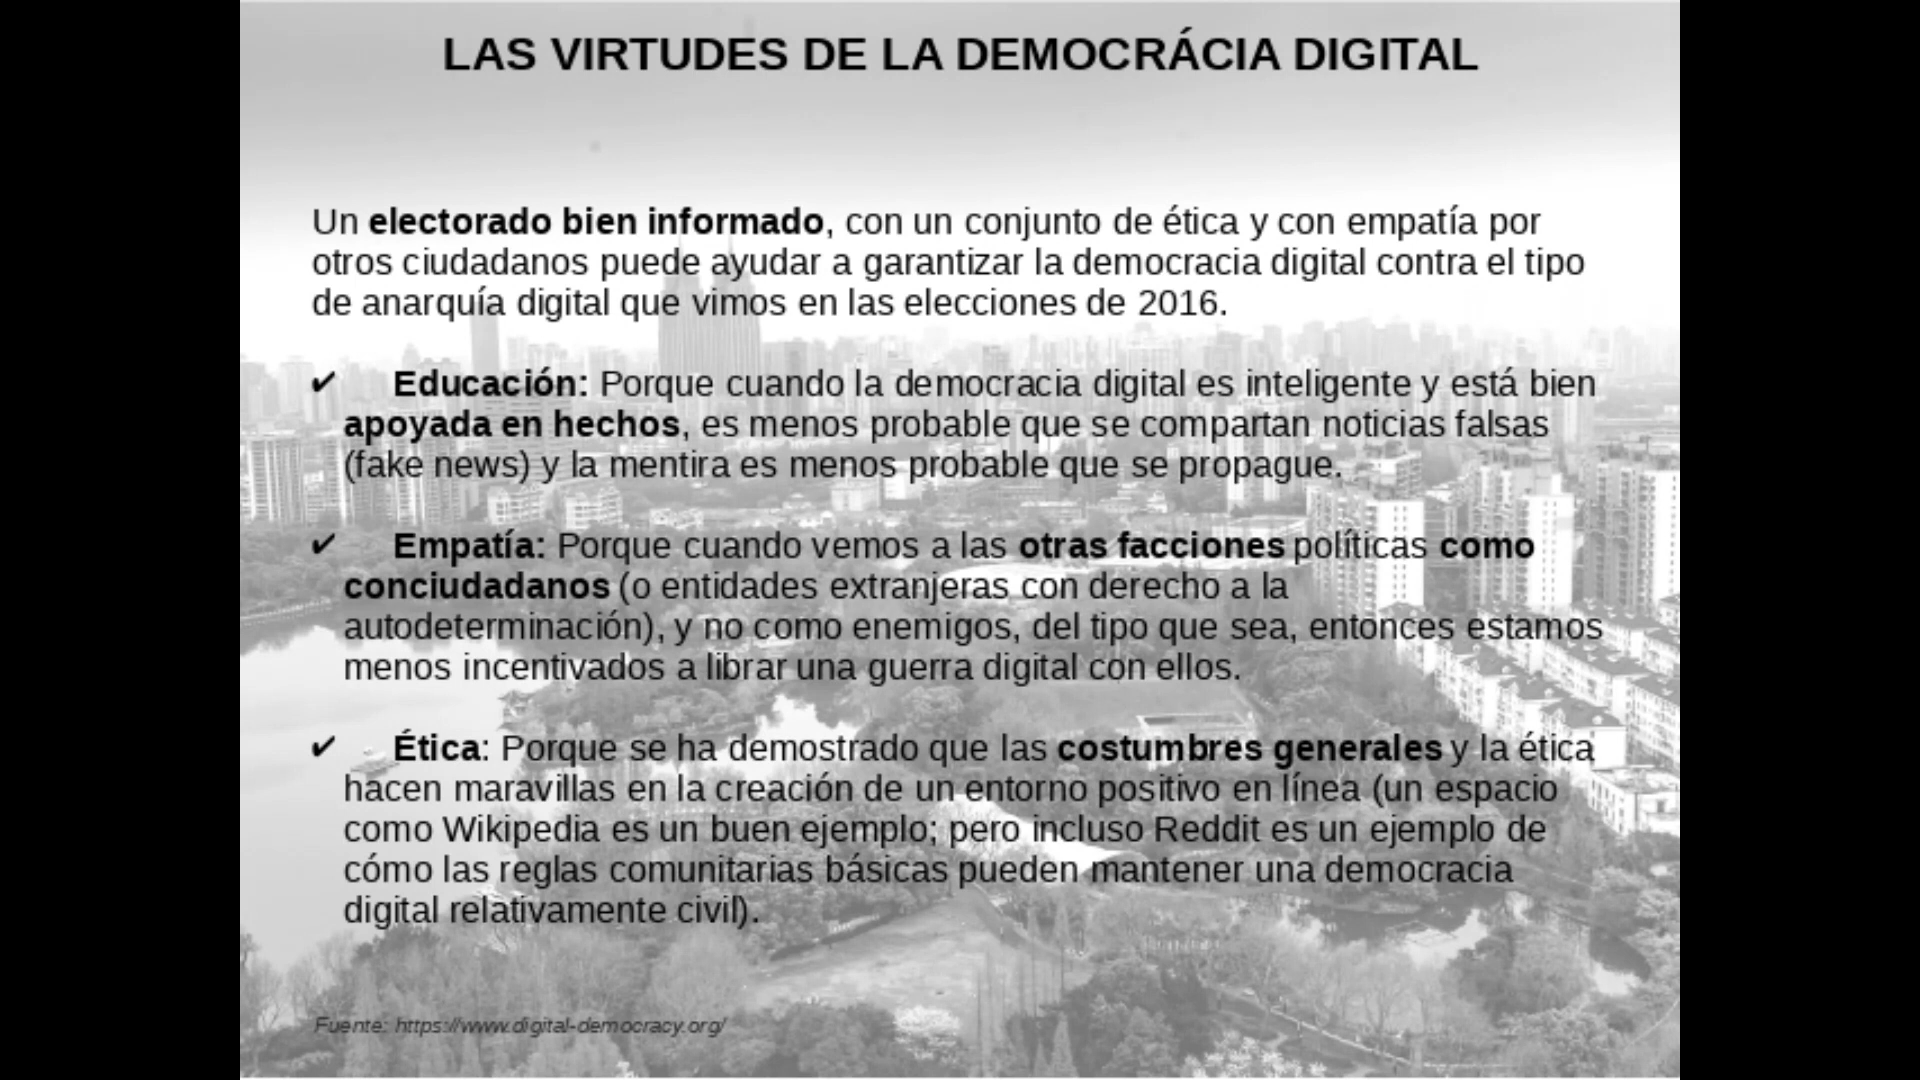 LAS VIRTUDES DE LA DEMOCRÁCIA DIGITAL
Un electorado bien informado, con un conjunto de ética y con empatía por
otros ciudadanos puede ayudar a garantizar la democracia digital contra el tipo
de anarquía digital que vimos en las elecciones de 2016.
✔ Educación: Porque cuando la democracia digital es inteligente y está bien
apoyada en hechos, es menos probable que se compartan noticias falsas
(fake news) y la mentira es menos probable que se propague.
✔ Empatía: Porque cuando vemos a las otras facciones políticas como
conciudadanos (o entidades extranjeras con derecho a la
autodeterminación), y no como enemigos, del tipo que sea, entonces estamos
menos incentivados a librar una guerra digital con ellos.
✔ Ética: Porque se ha demostrado que las costumbres generales y la ética
hacen maravillas en la creación de un entorno positivo en línea (un espacio
como Wikipedia es un buen ejemplo; pero incluso Reddit es un ejemplo de
cómo las reglas comunitarias básicas pueden mantener una democracia
digital relativamente civil).
Fuente: https://www.digital-democracy.org/